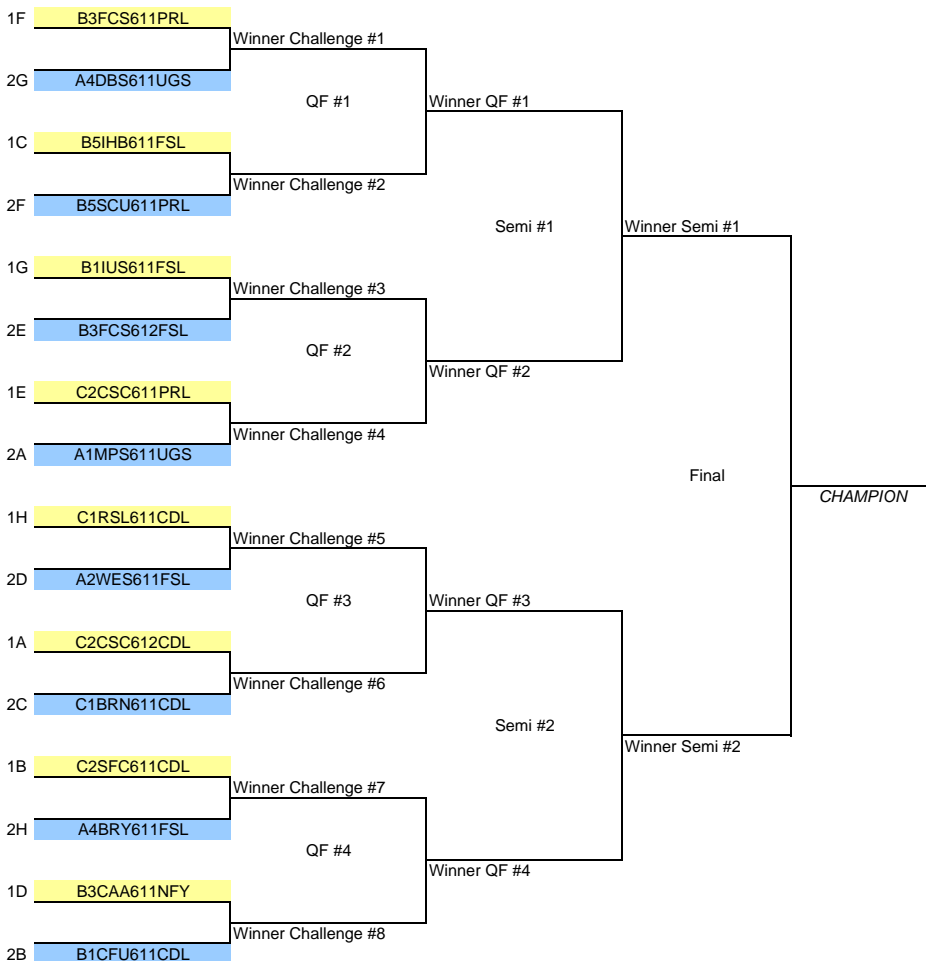 1F B3FCS611PRL
Winner Challenge #1
2G A4DBS611UGS
QF #1
Winner QF #1
1C B5IHB611FSL
Winner Challenge #2
2F B5SCU611PRL
Semi #1
Winner Semi #1
1G B1IUS611FSL
Winner Challenge #3
2E B3FCS612FSL
QF #2
Winner QF #2
1E C2CSC611PRL
Winner Challenge #4
2A A1MPS611UGS
Final
CHAMPION
1H C1RSL611CDL
Winner Challenge #5
2D A2WES611FSL
QF #3
Winner QF #3
1A C2CSC612CDL
Winner Challenge #6
2C C1BRN611CDL
Semi #2
Winner Semi #2
1B C2SFC611CDL
Winner Challenge #7
2H A4BRY611FSL
QF #4
Winner QF #4
1D B3CAA611NFY
Winner Challenge #8
2B B1CFU611CDL